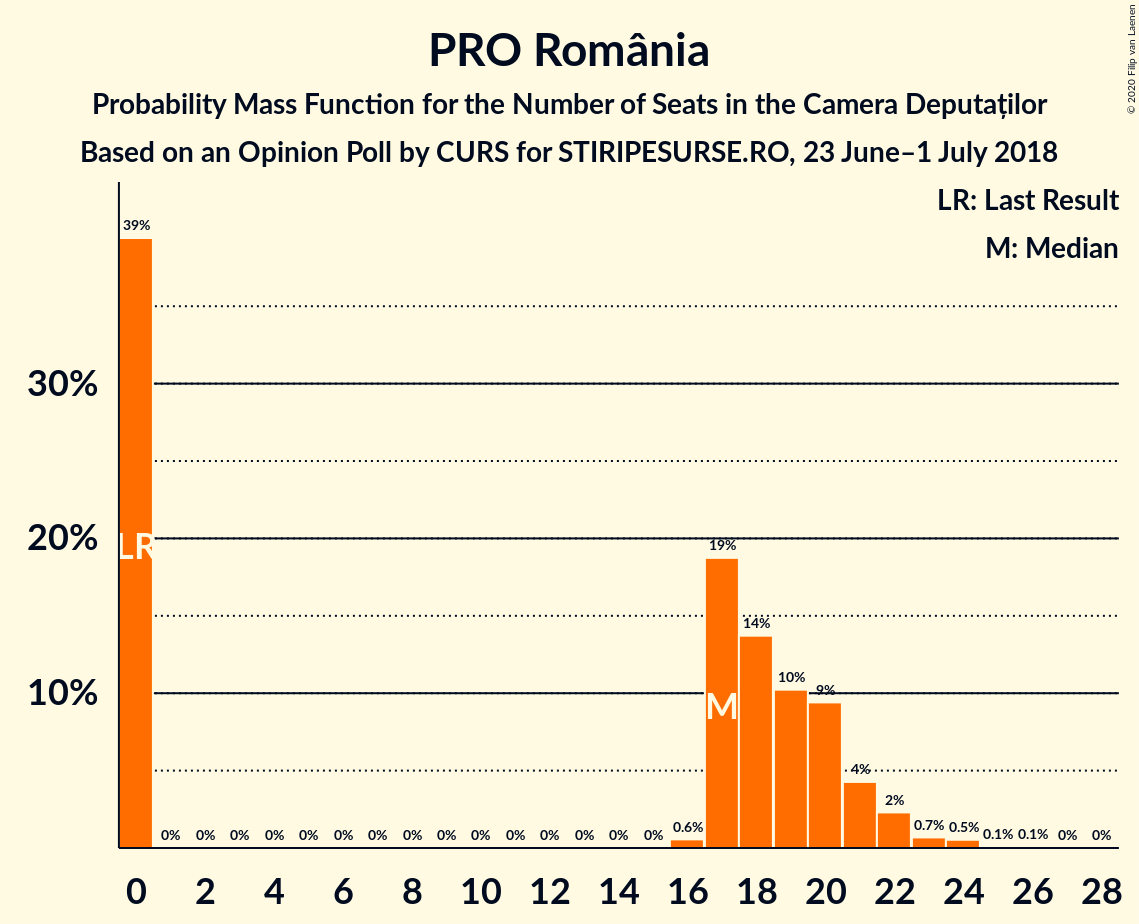 PRO România
Probability Mass Function for the Number of Seats in the Camera Deputaților
Based on an Opinion Poll by CURS for STIRIPESURSE.RO, 23 June–1 July 2018
© 2020 Filip van Laenen
LR: Last Result
M: Median
30%
20%
10%
39% 0% 0% 0% 0% 0% 0% 0% 0% 0% 0% 0% 0% 0% 0% 0% 0.6% 19% 14% 10% 9% 4% 2% 0.7% 0.5% 0.1% 0.1% 0% 0%
LR
M
0 2 4 6 8 10 12 14 16 18 20 22 24 26 28